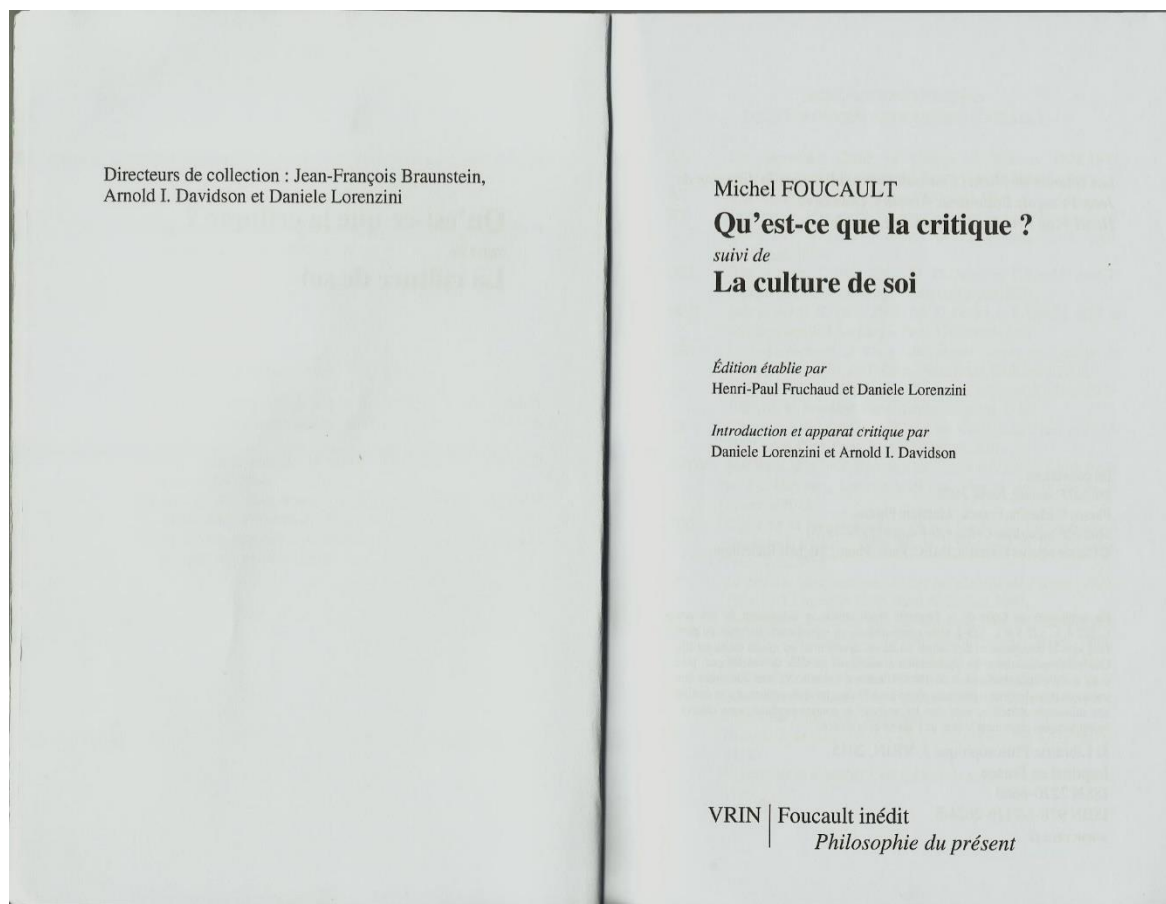 Directeurs de collection : Jean-François Braunstein,
Arnold I. Davidson et Daniele Lorenzini
Michel FOUCAULT
Qu'est-ce que la critique ?
suivi de
La culture de soi
Édition établie par
Henri-Paul Fruchaud et Daniele Lorenzini
Introduction et apparat critique par
Daniele Lorenzini et Arnold I. Davidson
VRIN | Foucault inédit
Philosophie du présent